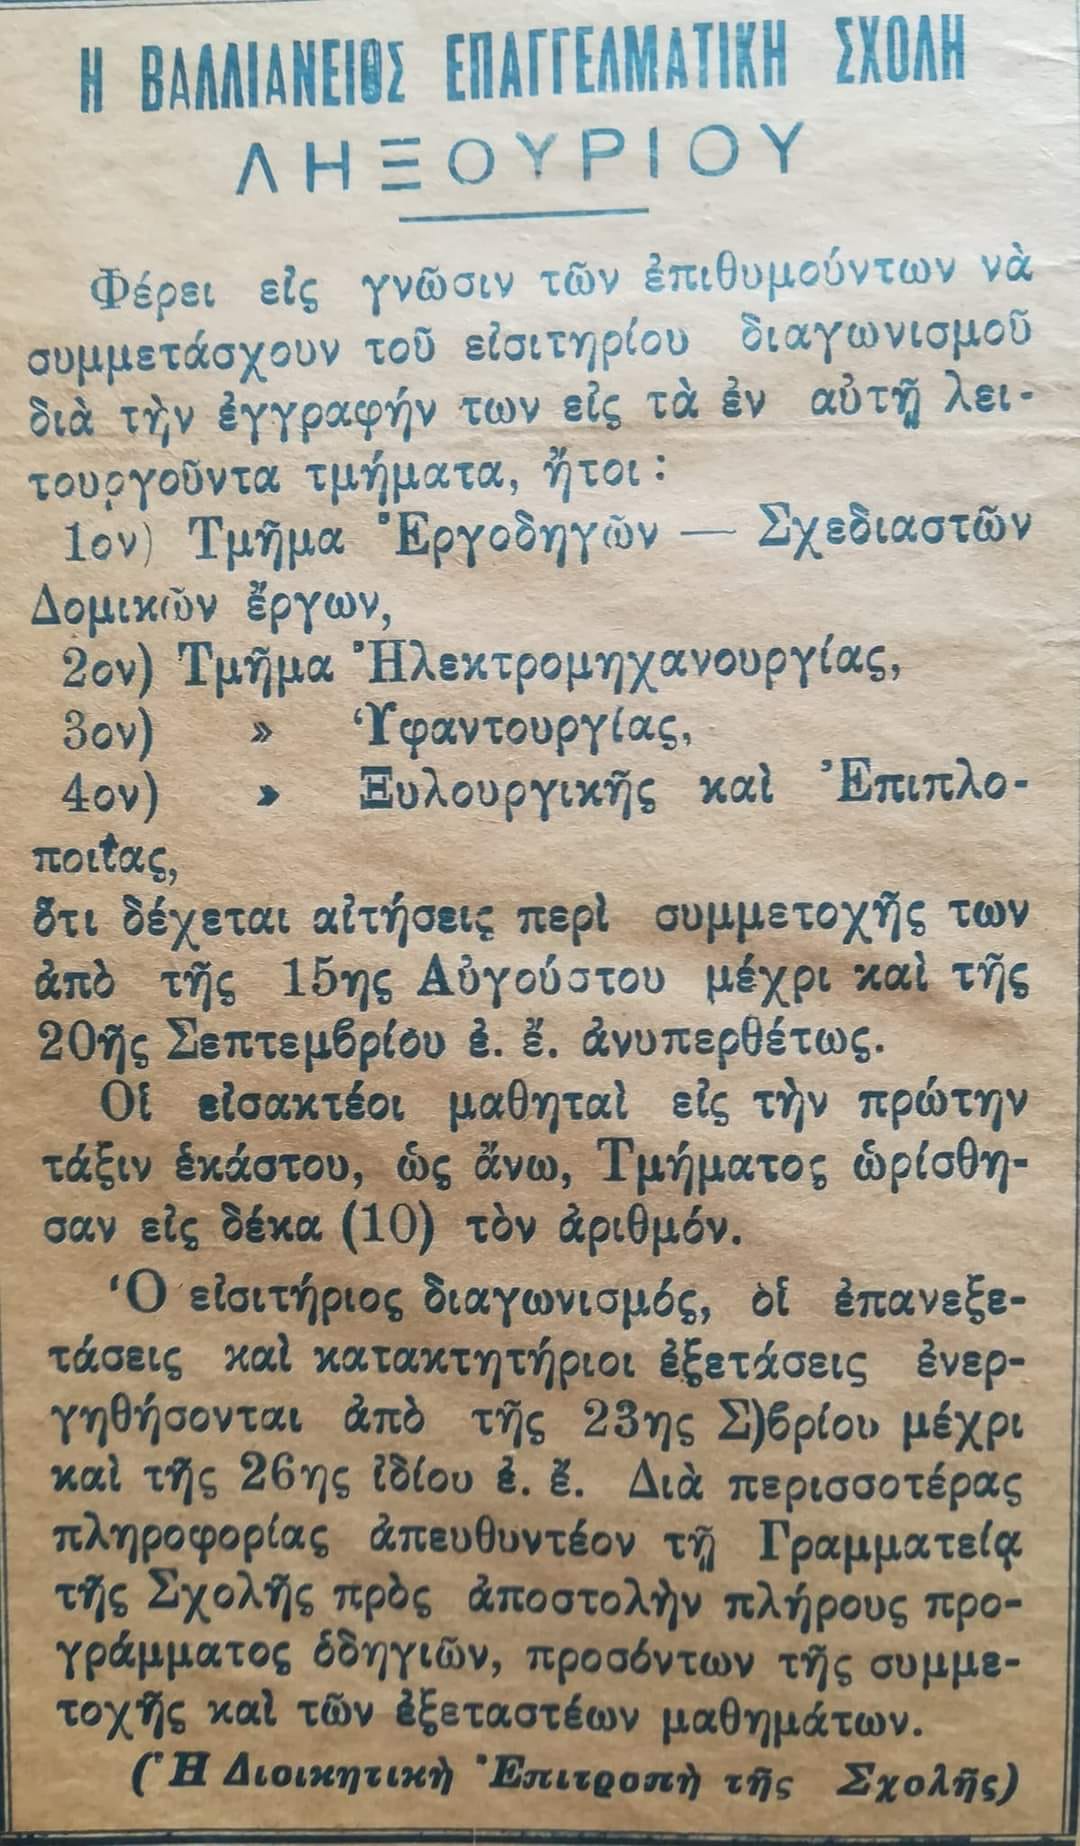 Η ΒΑΛΛΙΑΝΕΙΟΣ ΕΠΑΓΓΕΛΜΑΤΙΚΗ ΣΧΟΛΗ
ΛΗΞΟΥΡΙΟΥ
Φέρει εἰς γνῶσιν τῶν ἐπιθυμούντων νὰ
συμμετάσχουν τοῦ εἰσιτηρίου διαγωνισμοῦ
διὰ τὴν ἐγγραφήν των εἰς τὰ ἐν αὐτῇ λει-
τουργοῦντα τμήματα, ἤτοι :
1ον) Τμῆμα Ἐργοδηγῶν — Σχεδιαστῶν
Δομικῶν ἔργων,
2ον) Τμῆμα Ἠλεκτρομηχανουργίας,
3ον) » Ὑφαντουργίας,
4ον) » Ξυλουργικῆς καὶ Ἐπιπλο-
ποιίας,
ὅτι δέχεται αἰτήσεις περὶ συμμετοχῆς των
ἀπὸ τῆς 15ης Αὐγούστου μέχρι καὶ τῆς
20ῆς Σεπτεμβρίου ἐ. ἔ. ἀνυπερθέτως.
Οἱ εἰσακτέοι μαθηταὶ εἰς τὴν πρώτην
τάξιν ἑκάστου, ὡς ἄνω, Τμήματος ὡρίσθη-
σαν εἰς δέκα (10) τὸν ἀριθμόν.
Ὁ εἰσιτήριος διαγωνισμός, οἱ ἐπανεξε-
τάσεις καὶ κατακτητήριοι ἐξετάσεις ἐνερ-
γηθήσονται ἀπὸ τῆς 23ης Σ)βρίου μέχρι
καὶ τῆς 26ης ἰδίου ἐ. ἔ. Διὰ περισσοτέρας
πληροφορίας ἀπευθυντέον τῇ Γραμματείᾳ
τῆς Σχολῆς πρὸς ἀποστολὴν πλήρους προ-
γράμματος ὁδηγιῶν, προσόντων τῆς συμμε-
τοχῆς καὶ τῶν ἐξεταστέων μαθημάτων.
(Ἡ Διοικητικὴ Ἐπιτροπὴ τῆς Σχολῆς)